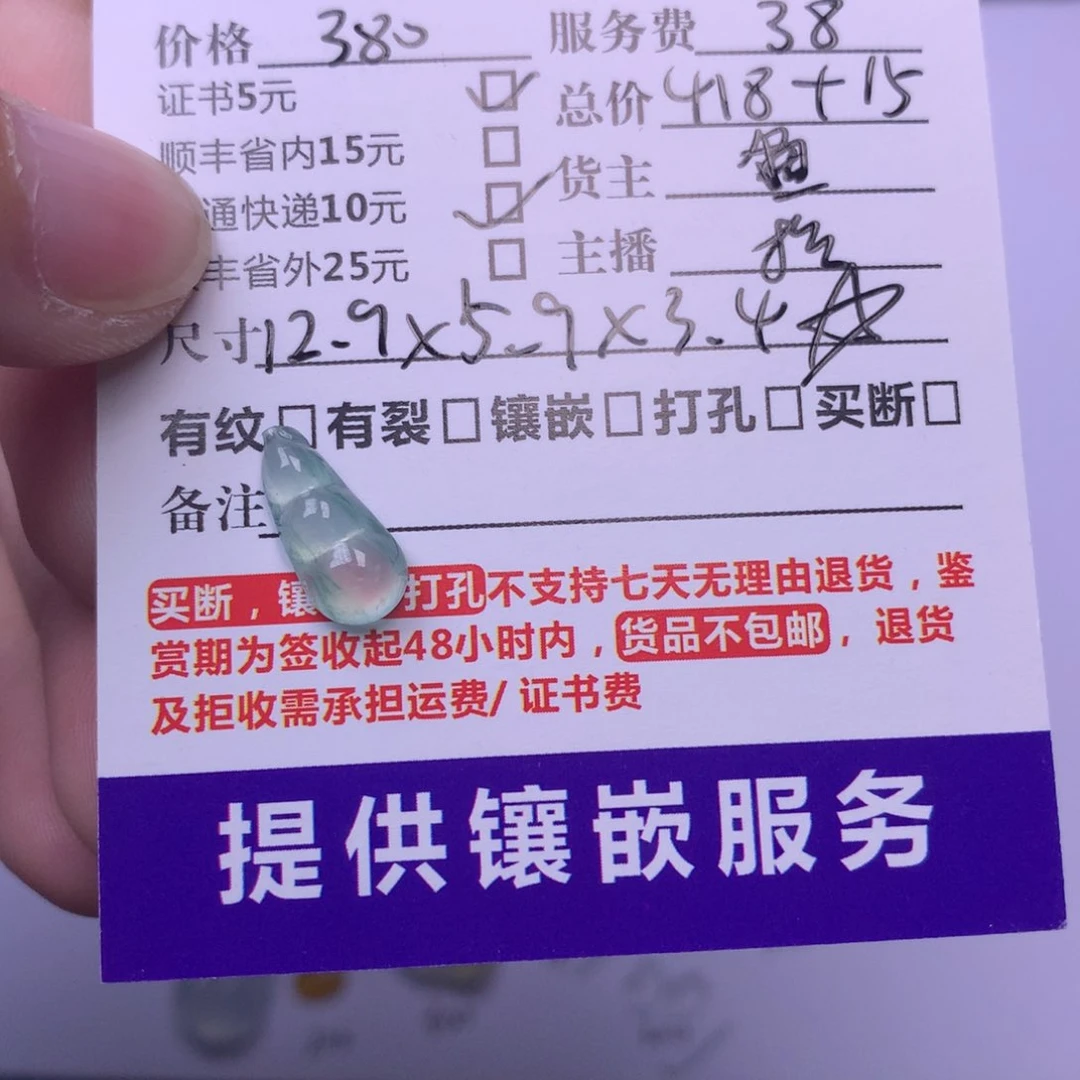 价格 380 服务费 38
证书5元 总价 418+15
顺丰省内15元
货主
通快递10元
主播
丰省外25元
尺寸 12.9×5.9×3.4
有纹 有裂 镶嵌 打孔 买断
备注
买断，镶 打孔不支持七天无理由退货，鉴
赏期为签收起48小时内，货品不包邮，退货
及拒收需承担运费/证书费
提供镶嵌服务